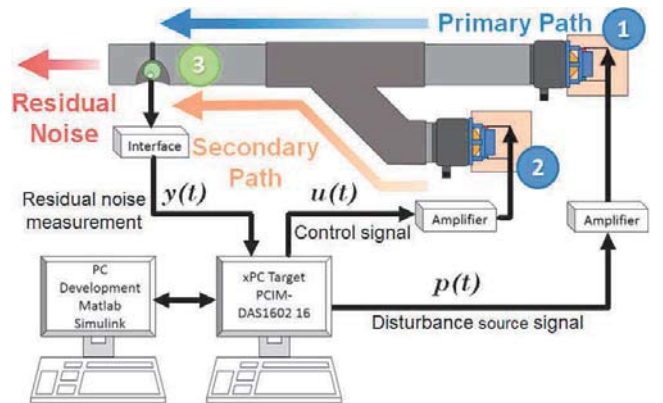 Primary Path
1
3
Residual
Noise
Secondary
Path
2
Interface
Residual noise
measurement
y(t)
u(t)
Control signal
Amplifier
Amplifier
PC
Development
Matlab
Simulink
xPC Target
PCIM-
DAS1602 16
p(t)
Disturbance source signal